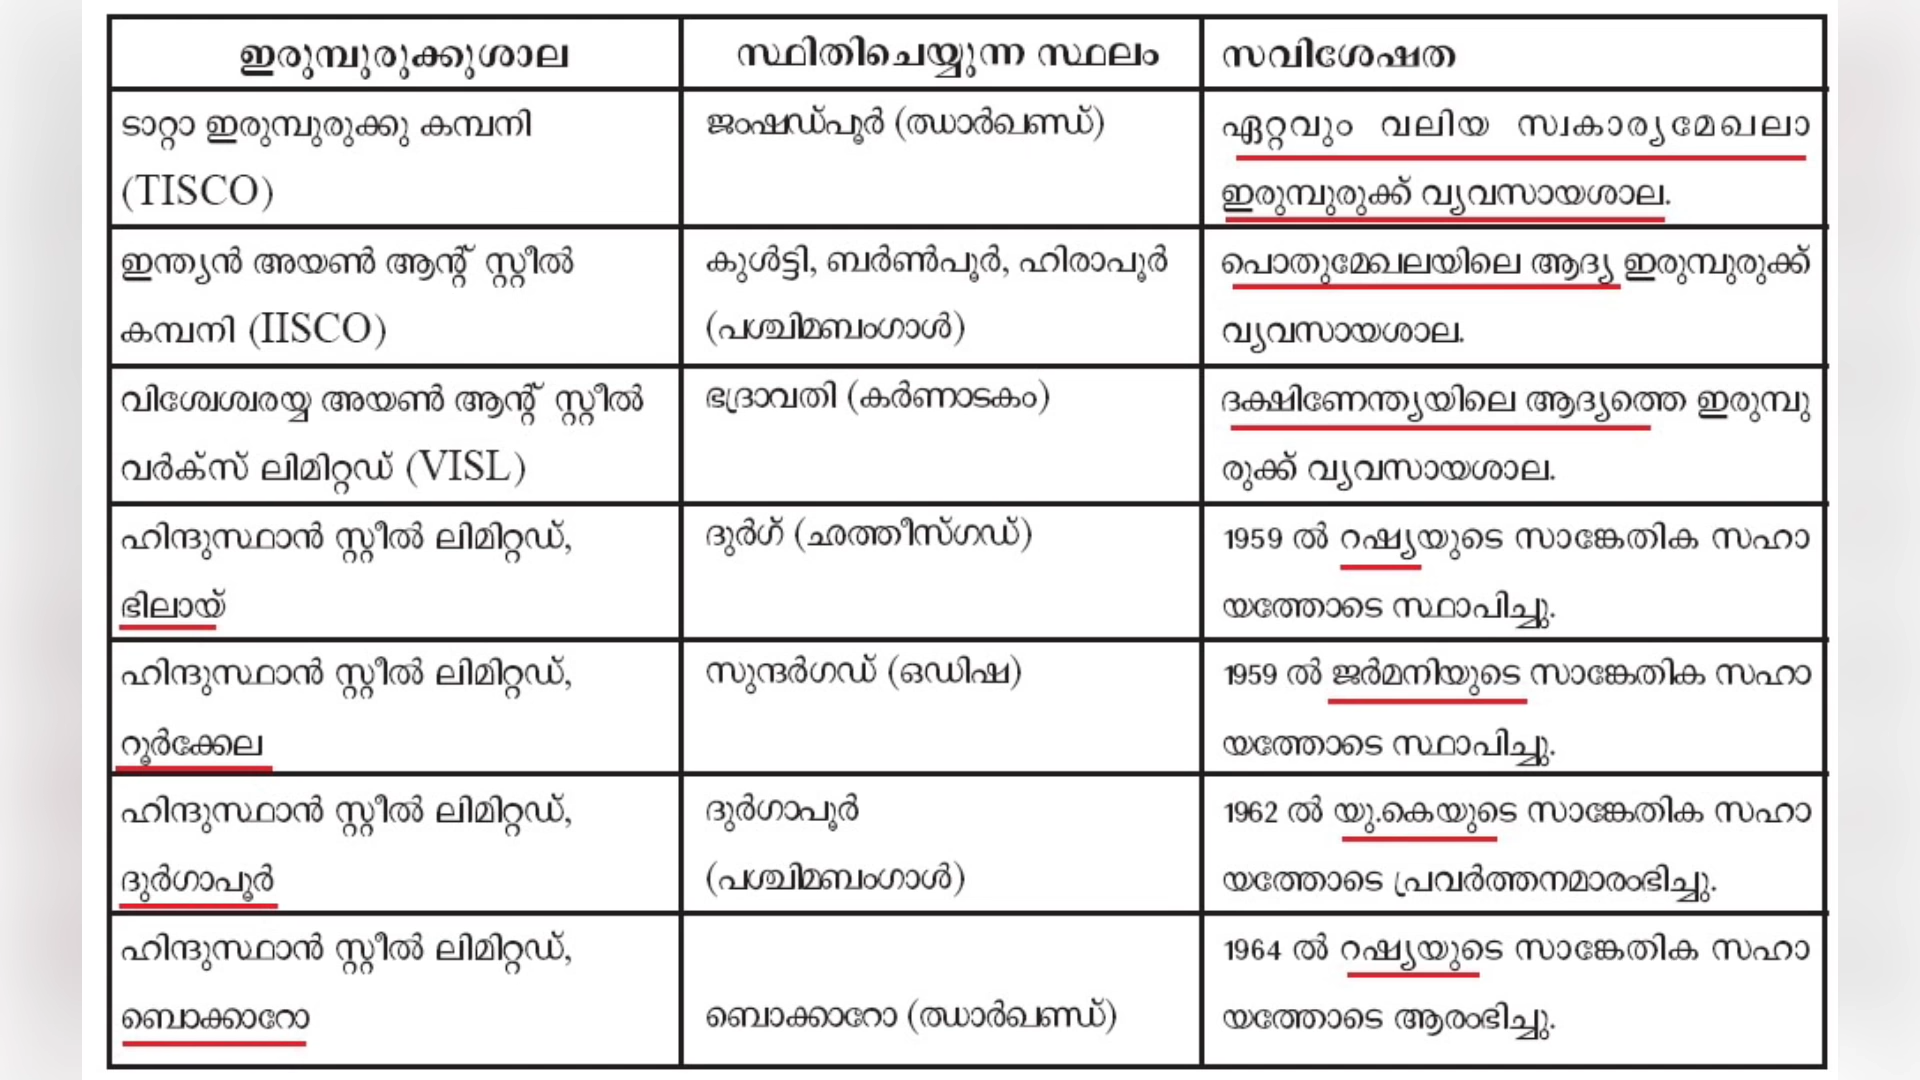 ഇരുമ്പുരുക്കുശാല
സ്ഥിതിചെയ്യുന്ന സ്ഥലം
സവിശേഷത
ടാറ്റാ ഇരുമ്പുരുക്കു കമ്പനി
(TISCO)
ജംഷഡ്പൂർ (ഝാർഖണ്ഡ്)
ഏറ്റവും വലിയ സ്വകാര്യമേഖലാ
ഇരുമ്പുരുക്ക് വ്യവസായശാല.
ഇന്ത്യൻ അയൺ ആന്റ് സ്റ്റീൽ
കമ്പനി (IISCO)
കുൾട്ടി, ബർൺപൂർ, ഹിരാപൂർ
(പശ്ചിമബംഗാൾ)
പൊതുമേഖലയിലെ ആദ്യ ഇരുമ്പുരുക്ക്
വ്യവസായശാല.
വിശ്വേശ്വരയ്യ അയൺ ആന്റ് സ്റ്റീൽ
വർക്സ് ലിമിറ്റഡ് (VISL)
ഭദ്രാവതി (കർണാടകം)
ദക്ഷിണേന്ത്യയിലെ ആദ്യത്തെ ഇരുമ്പു
രുക്ക് വ്യവസായശാല.
ഹിന്ദുസ്ഥാൻ സ്റ്റീൽ ലിമിറ്റഡ്,
ഭിലായ്
ദുർഗ് (ഛത്തീസ്ഗഡ്)
1959 ൽ റഷ്യയുടെ സാങ്കേതിക സഹാ
യത്തോടെ സ്ഥാപിച്ചു.
ഹിന്ദുസ്ഥാൻ സ്റ്റീൽ ലിമിറ്റഡ്,
റൂർക്കേല
സുന്ദർഗഡ് (ഒഡിഷ)
1959 ൽ ജർമനിയുടെ സാങ്കേതിക സഹാ
യത്തോടെ സ്ഥാപിച്ചു.
ഹിന്ദുസ്ഥാൻ സ്റ്റീൽ ലിമിറ്റഡ്,
ദുർഗാപൂർ
ദുർഗാപൂർ
(പശ്ചിമബംഗാൾ)
1962 ൽ യു.കെയുടെ സാങ്കേതിക സഹാ
യത്തോടെ പ്രവർത്തനമാരംഭിച്ചു.
ഹിന്ദുസ്ഥാൻ സ്റ്റീൽ ലിമിറ്റഡ്,
ബൊക്കാറോ
ബൊക്കാറോ (ഝാർഖണ്ഡ്)
1964 ൽ റഷ്യയുടെ സാങ്കേതിക സഹാ
യത്തോടെ ആരംഭിച്ചു.